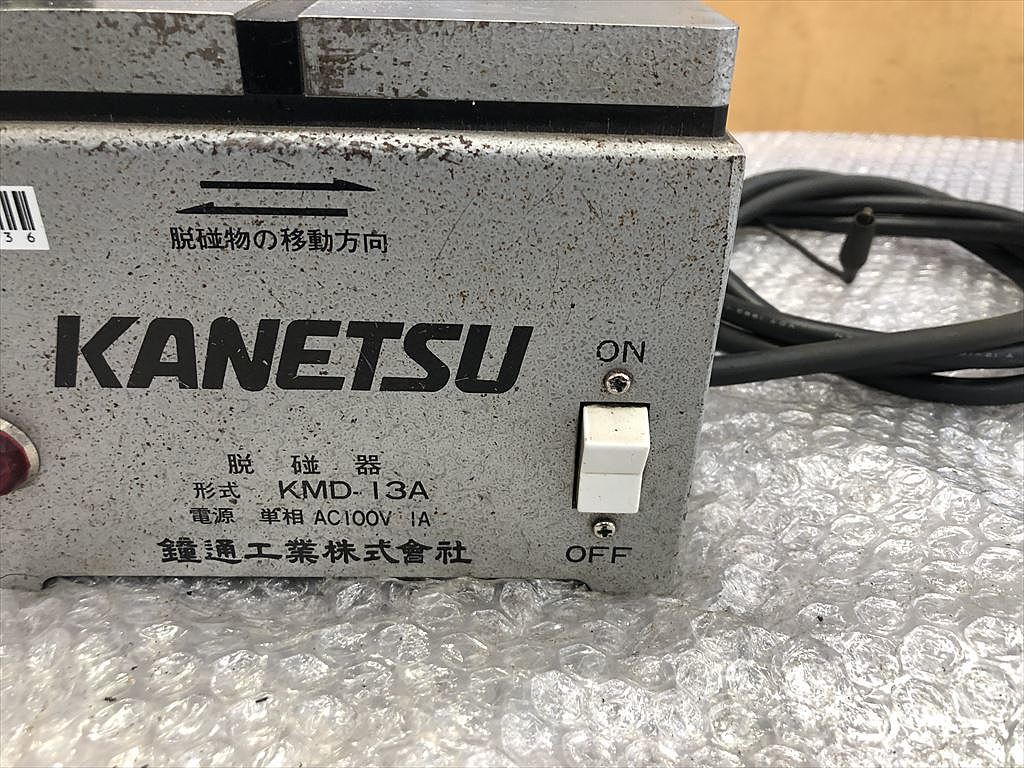 脱磁物の移動方向
36
KANETSU
ON
脱磁器
形式 KMD-13A
電源 単相 AC100V 1A
鐘通工業株式會社
OFF